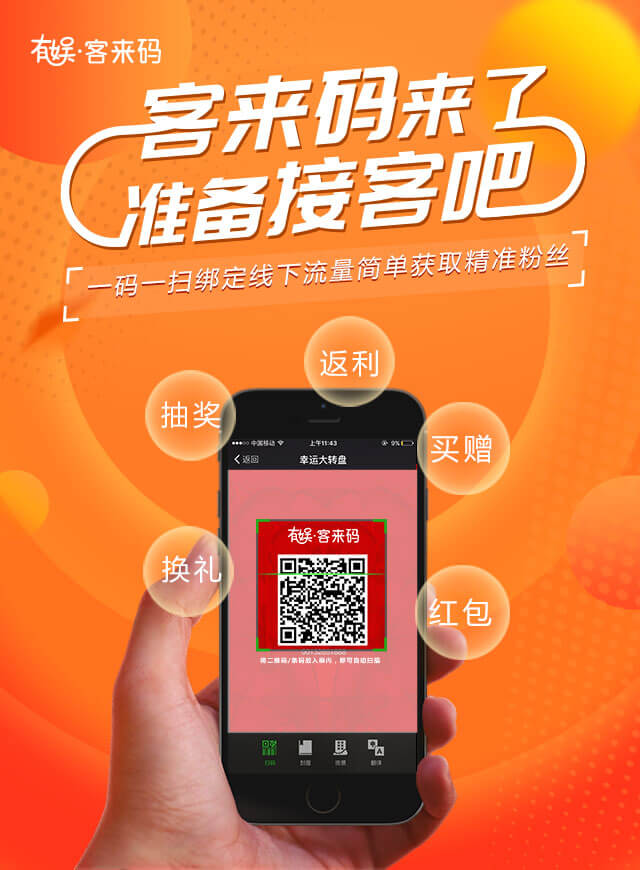 有娱·客来码
客来码来了
准备接客吧
一码一扫绑定线下流量简单获取精准粉丝
返利
抽奖
买赠
换礼
红包
中国移动
上午11:43
9%
返回
幸运大转盘
有娱·客来码
将二维码/条码放入框内，即可自动扫描
扫码
封面
街景
翻译